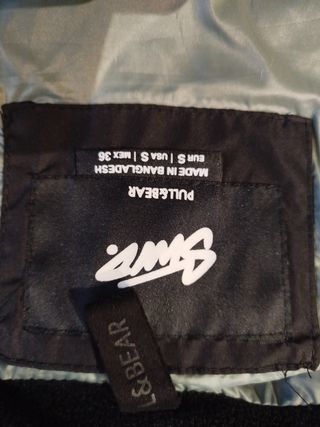 STWD.
PULL&BEAR
EUR S | USA S | MEX 36
MADE IN BANGLADESH
L&BEAR